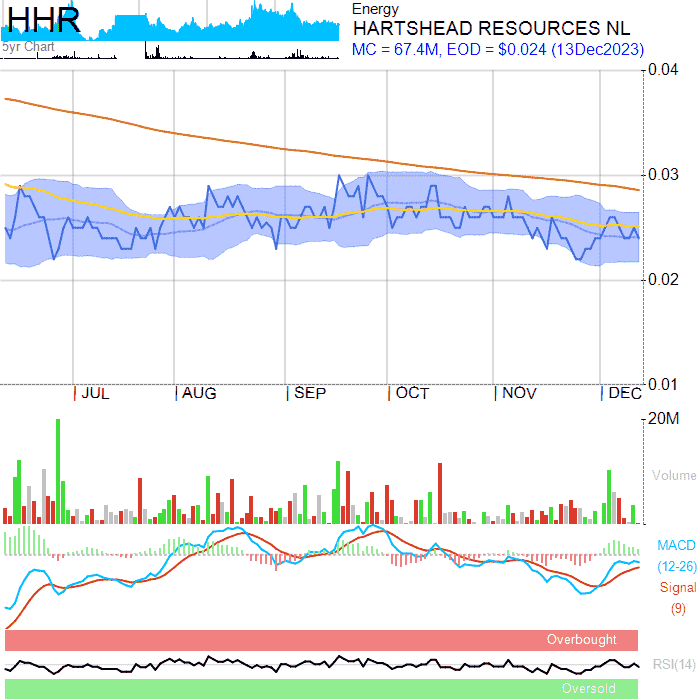 HHR
5yr Chart
Energy
HARTSHEAD RESOURCES NL
MC = 67.4M, EOD = $0.024 (13Dec2023)
0.04
0.03
0.02
0.01
JUL AUG SEP OCT NOV DEC
20M
Volume
MACD
(12-26)
Signal
(9)
Overbought
RSI(14)
Oversold